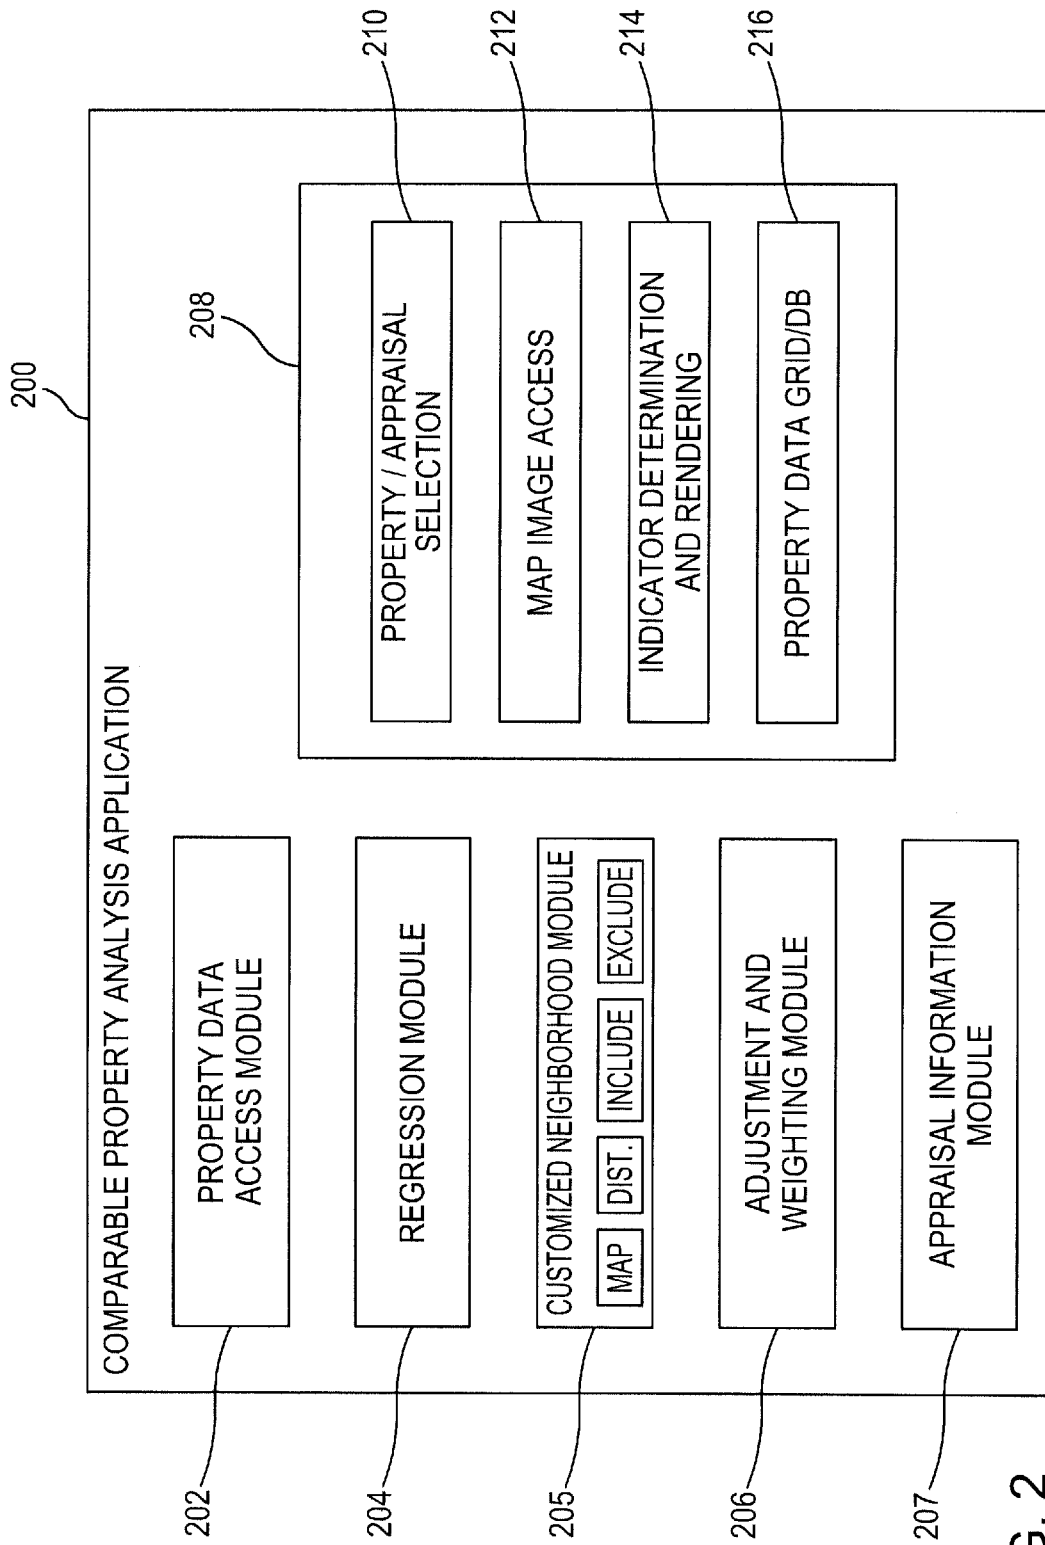 200
COMPARABLE PROPERTY ANALYSIS APPLICATION
202
PROPERTY DATA
ACCESS MODULE
204
REGRESSION MODULE
205
CUSTOMIZED NEIGHBORHOOD MODULE
MAP
DIST.
INCLUDE
EXCLUDE
206
ADJUSTMENT AND
WEIGHTING MODULE
207
APPRAISAL INFORMATION
MODULE
208
PROPERTY / APPRAISAL
SELECTION
210
MAP IMAGE ACCESS
212
INDICATOR DETERMINATION
AND RENDERING
214
PROPERTY DATA GRID/DB
216
G. 2